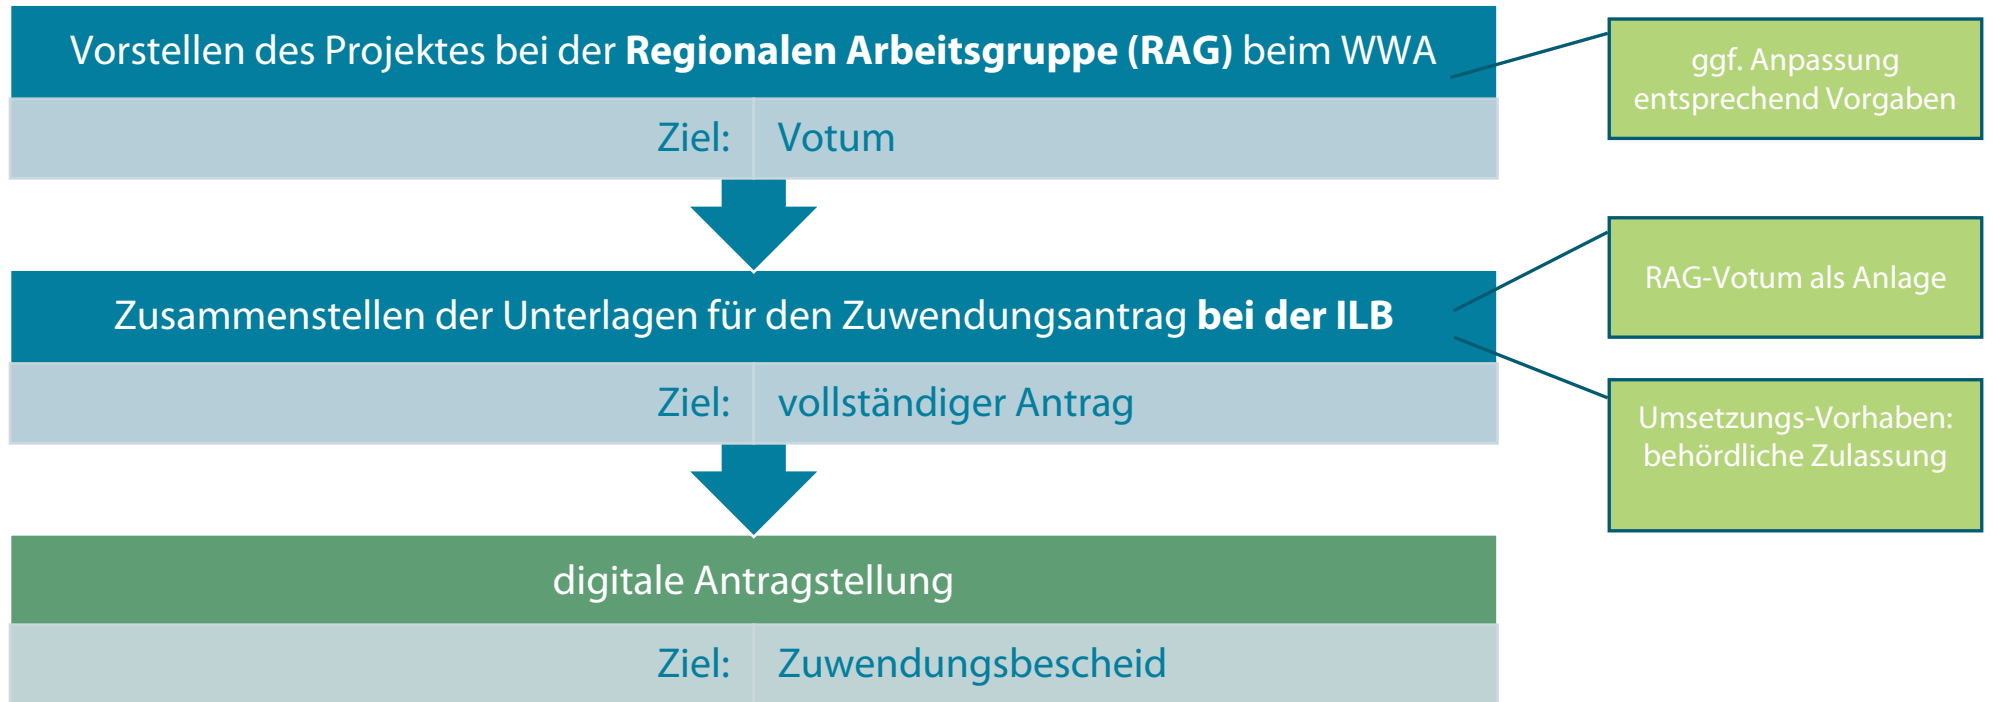 Vorstellen des Projektes bei der Regionalen Arbeitsgruppe (RAG) beim WWA
Ziel: Votum
ggf. Anpassung
entsprechend Vorgaben
Zusammenstellen der Unterlagen für den Zuwendungsantrag bei der ILB
Ziel: vollständiger Antrag
RAG-Votum als Anlage
Umsetzungs-Vorhaben:
behördliche Zulassung
digitale Antragstellung
Ziel: Zuwendungsbescheid